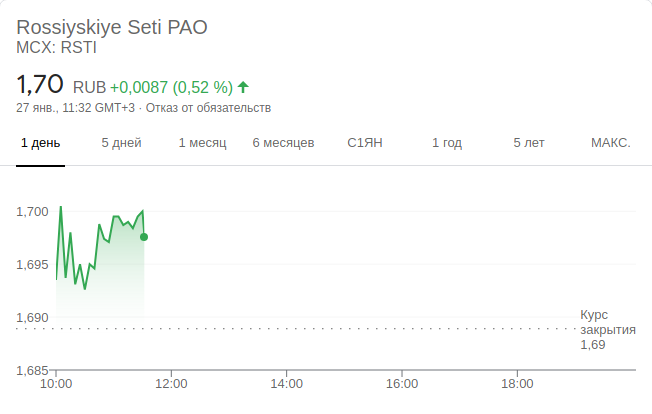 Rossiyskiye Seti PAO
MCX: RSTI
1,70 RUB +0,0087 (0,52 %)
27 янв., 11:32 GMT+3 · Отказ от обязательств
1 день 5 дней 1 месяц 6 месяцев С1ЯН 1 год 5 лет МАКС.
1,700
1,695
1,690
Курс
закрытия
1,69
1,685
10:00 12:00 14:00 16:00 18:00